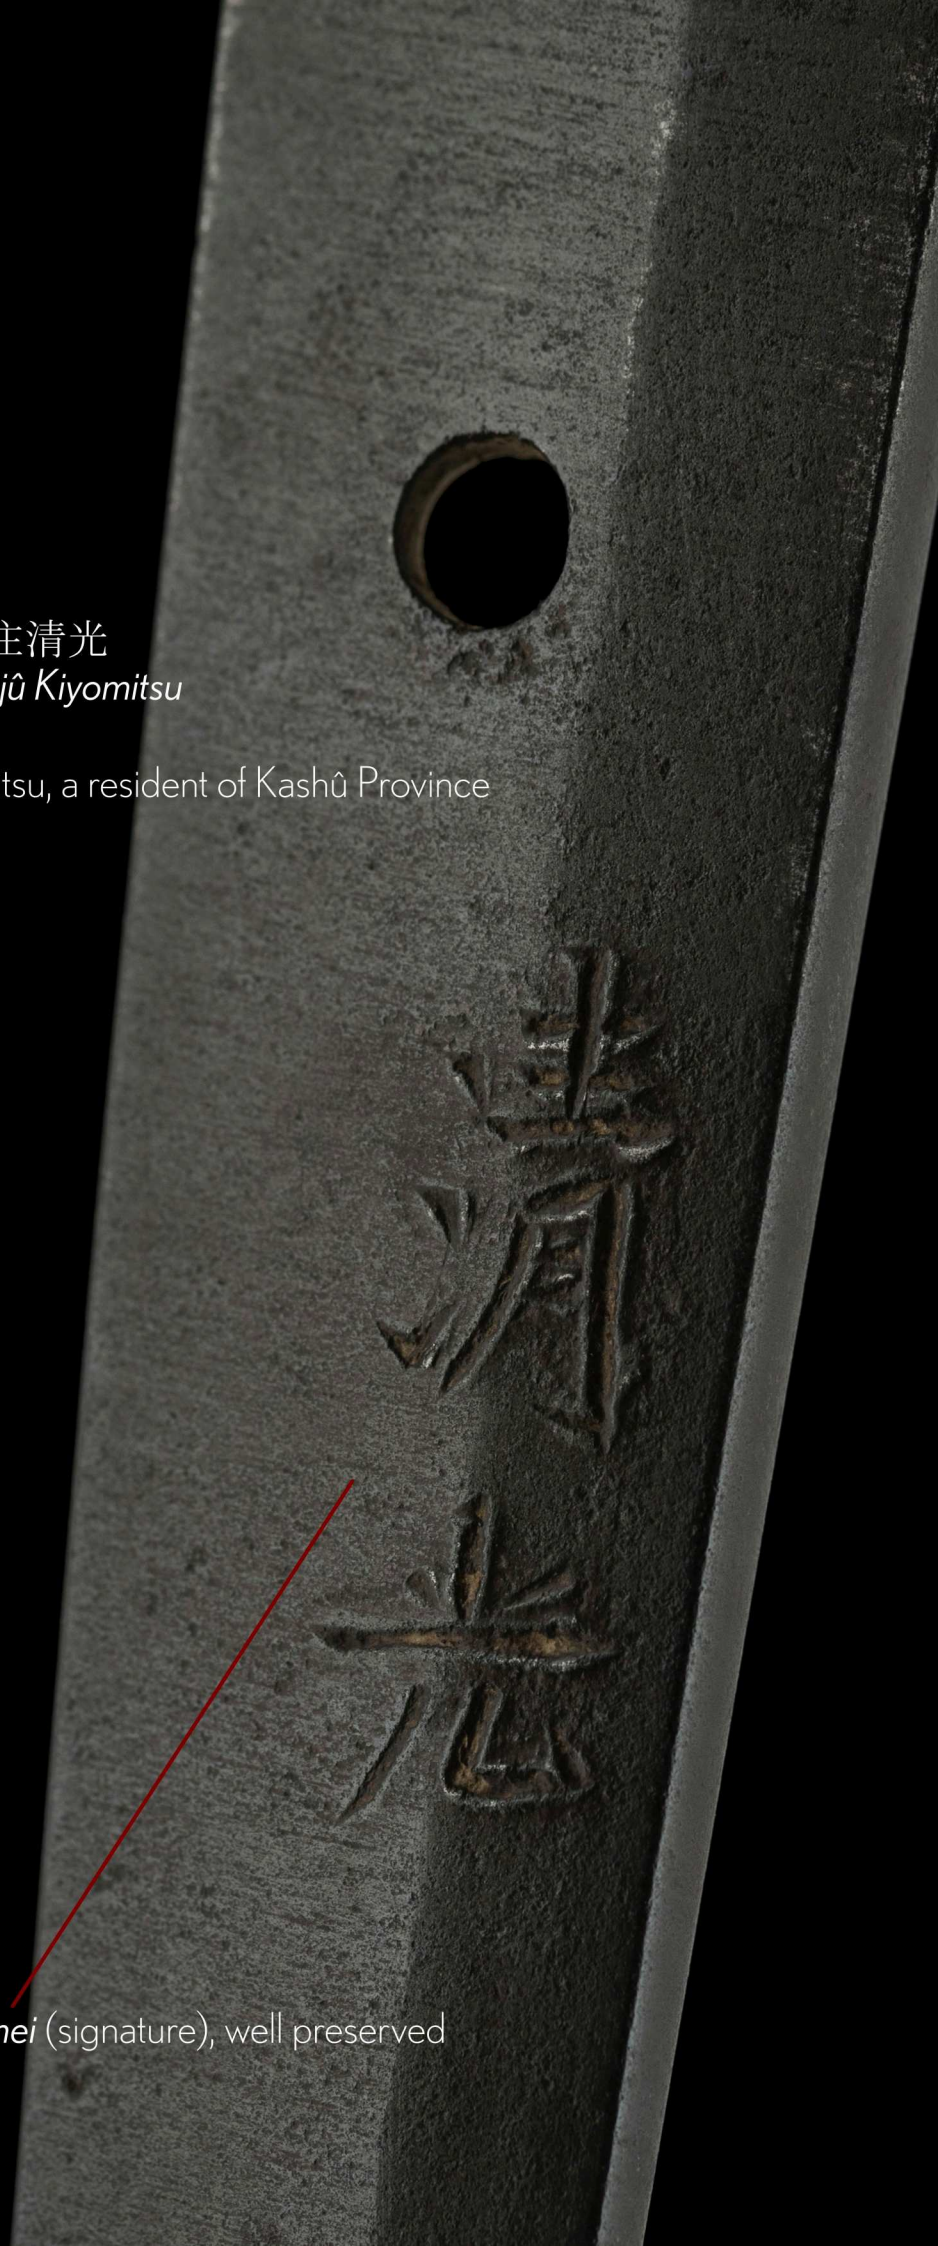 住清光
jû Kiyomitsu
tsu, a resident of Kashû Province
清
光
mei (signature), well preserved